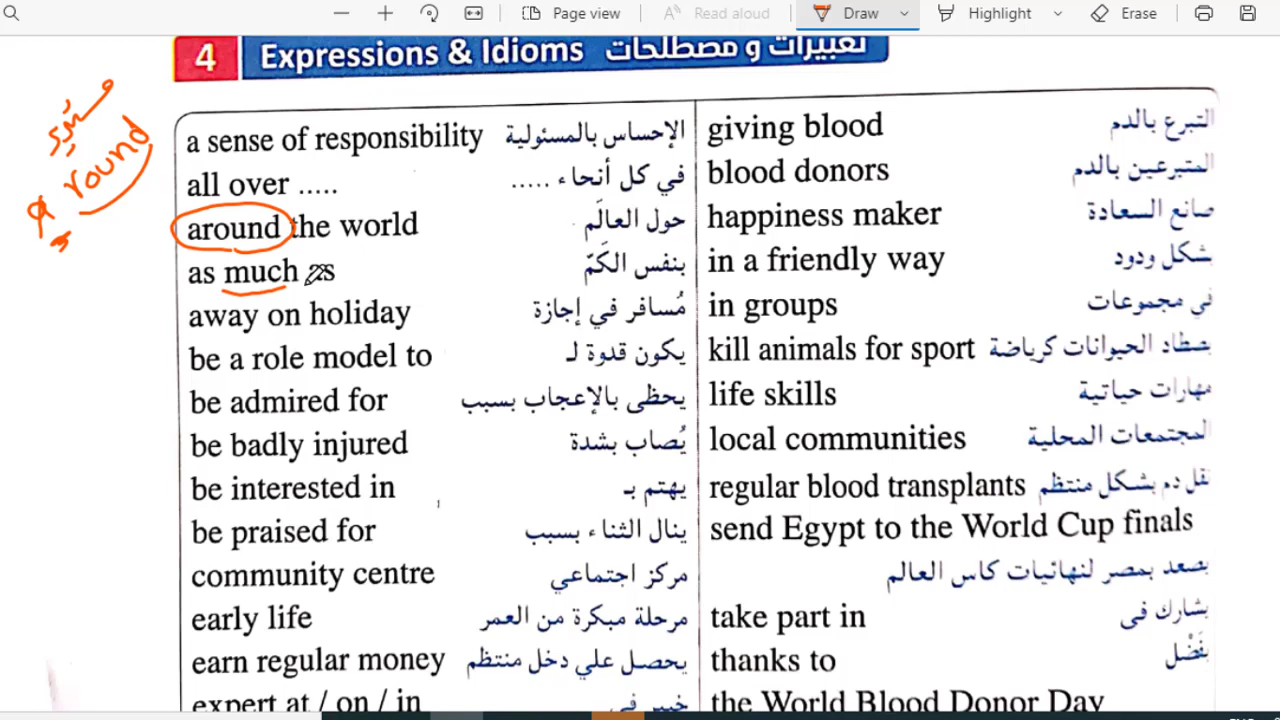 Page view
Read aloud
Draw
Highlight
Erase
4 Expressions & Idioms تعبيرات و مصطلحات
round
a sense of responsibility الإحساس بالمسئولية
all over ..... في كل أنحاء .....
around the world حول العالَم
as much as بنفس الكَمّ
away on holiday مُسافر في إجازة
be a role model to يكون قدوة لـ
be admired for يحظى بالإعجاب بسبب
be badly injured يُصاب بشدة
be interested in يهتم بـ
be praised for ينال الثناء بسبب
community centre مركز اجتماعي
early life مرحلة مبكرة من العمر
earn regular money يحصل علي دخل منتظم
expert at / on / in خبير في
giving blood التبرع بالدم
blood donors المتبرعين بالدم
happiness maker صانع السعادة
in a friendly way بشكل ودود
in groups في مجموعات
kill animals for sport يصطاد الحيوانات كرياضة
life skills مهارات حياتية
local communities المجتمعات المحلية
regular blood transplants نقل دم بشكل منتظم
send Egypt to the World Cup finals
يصعد بمصر لنهائيات كاس العالم
take part in يشارك فى
thanks to بفَضْل
the World Blood Donor Day